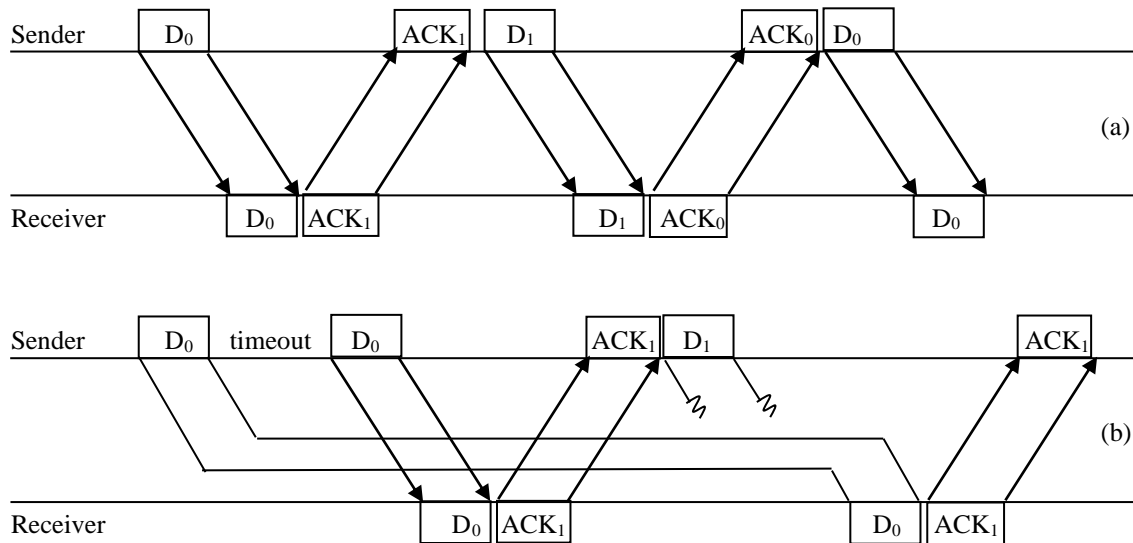 Sender D₀ ACK₁ D₁ ACK₀ D₀
(a)
Receiver D₀ ACK₁ D₁ ACK₀ D₀
Sender D₀ timeout D₀ ACK₁ D₁ ACK₁
(b)
Receiver D₀ ACK₁ D₀ ACK₁